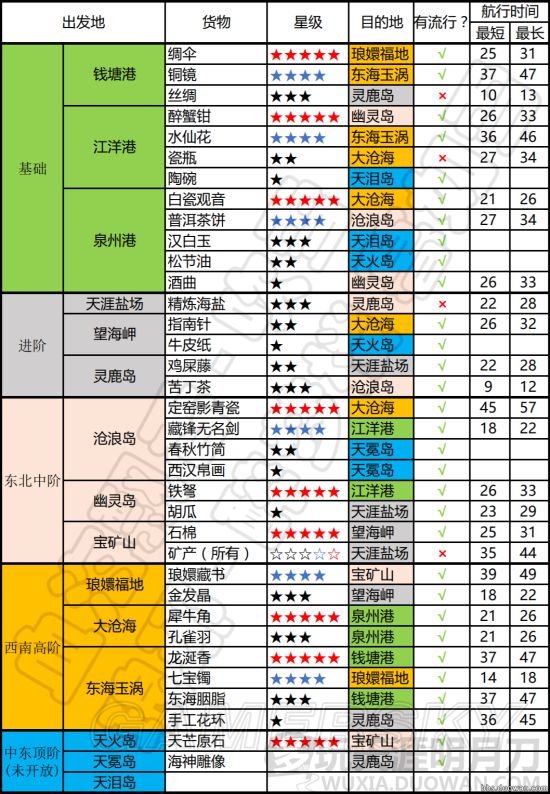 出发地 货物 星级 目的地 有流行？ 航行时间
最短 最长
基础 钱塘港 绸伞 ★★★★★ 琅嬛福地 √ 25 31
铜镜 ★★★★ 东海玉涡 √ 37 47
丝绸 ★★★ 灵鹿岛 × 10 13
江洋港 醉蟹钳 ★★★★★ 幽灵岛 √ 26 33
水仙花 ★★★★ 东海玉涡 √ 36 46
瓷瓶 ★★ 大沧海 × 27 34
陶碗 ★ 天泪岛 √
泉州港 白瓷观音 ★★★★★ 大沧海 √ 21 26
普洱茶饼 ★★★★ 沧浪岛 √ 27 34
汉白玉 ★★★ 天泪岛 √
松节油 ★★ 天火岛 √
酒曲 ★ 幽灵岛 √ 26 33
进阶 天涯盐场 精炼海盐 ★★★ 灵鹿岛 × 22 28
望海岬 指南针 ★★ 大沧海 √ 26 32
牛皮纸 ★ 天火岛 √
灵鹿岛 鸡屎藤 ★★ 天涯盐场 √ 22 28
苦丁茶 ★★★ 沧浪岛 √ 9 12
东北中阶 沧浪岛 定窑影青瓷 ★★★★★ 大沧海 √ 45 57
藏锋无名剑 ★★★★ 江洋港 √ 18 22
春秋竹简 ★★ 天冕岛 √
西汉帛画 ★ 天冕岛 √
幽灵岛 铁弩 ★★★★★ 江洋港 √ 26 33
胡瓜 ★ 天涯盐场 √ 23 29
宝矿山 石棉 ★★★★★ 望海岬 √ 25 31
矿产（所有） ☆☆☆☆☆ 天涯盐场 × 35 44
西南高阶 琅嬛福地 琅嬛藏书 ★★★★ 宝矿山 √ 39 49
金发晶 ★★★ 望海岬 √ 18 22
大沧海 犀牛角 ★★★★★ 泉州港 √ 21 26
孔雀羽 ★★★ 泉州港 √ 21 26
东海玉涡 龙涎香 ★★★★★ 钱塘港 √ 37 47
七宝镯 ★★★★ 琅嬛福地 √ 14 18
东海胭脂 ★★★ 钱塘港 √ 37 47
手工花环 ★ 灵鹿岛 √ 36 45
中东顶阶
(未开放) 天火岛 天芒原石 ★★★★★ 宝矿山 √
天冕岛 海神雕像 灵鹿岛 √
天泪岛
WUXIA.DUOWAN.COM
bbs.duowan.com